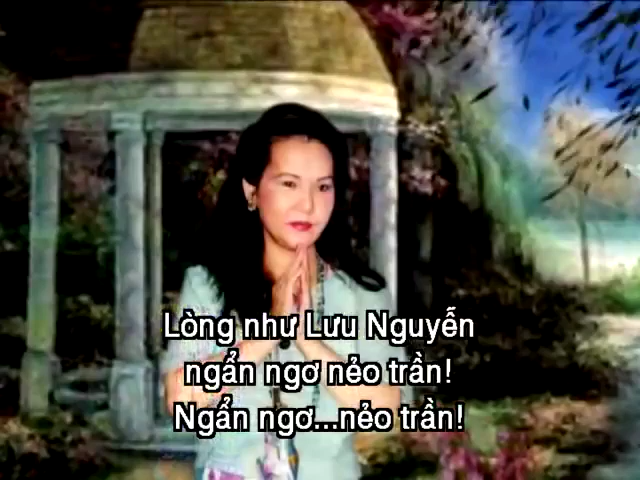 Lòng như Lưu Nguyễn
ngẩn ngơ nẻo trần!
Ngẩn ngơ...nẻo trần!